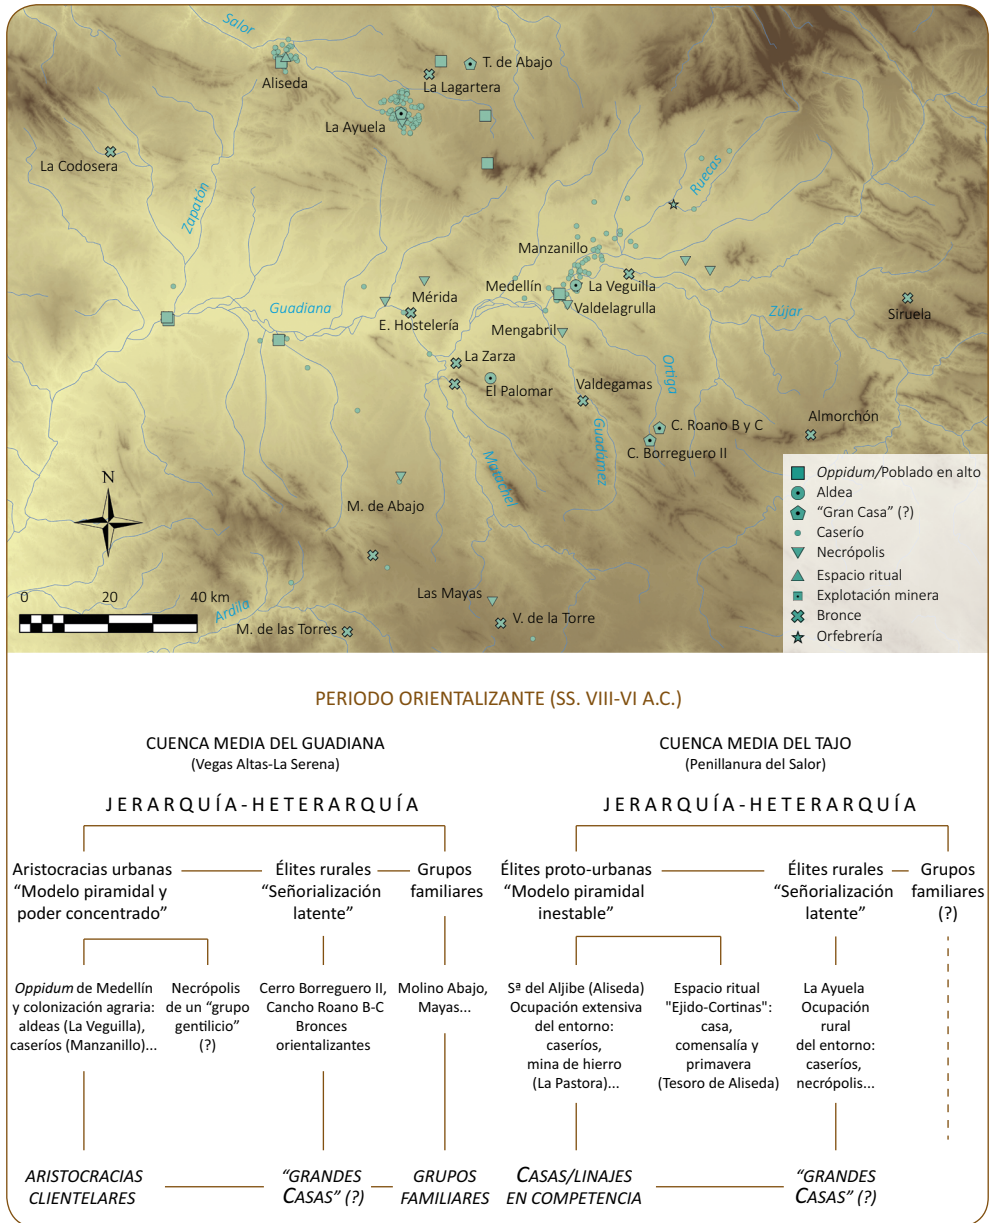 Salor
Aliseda
T. de Abajo
La Lagartera
La Ayuela
La Codosera
Zapatón
Ruecas
Manzanillo
Medellín
La Veguilla
Valdelagrulla
Mérida
Guadiana
E. Hostelería
Mengabril
Zújar
Siruela
La Zarza
El Palomar
Valdegamas
Ortiga
Almorchón
C. Roano B y C
C. Borreguero II
Guadámez
Matachel
N
M. de Abajo
Las Mayas
V. de la Torre
Ardila
M. de las Torres
0 20 40 km
Oppidum/Poblado en alto
Aldea
“Gran Casa” (?)
Caserío
Necrópolis
Espacio ritual
Explotación minera
Bronce
Orfebrería
PERIODO ORIENTALIZANTE (SS. VIII-VI A.C.)
CUENCA MEDIA DEL GUADIANA
(Vegas Altas-La Serena)
JERARQUÍA-HETERARQUÍA
Aristocracias urbanas
“Modelo piramidal y
poder concentrado”
Élites rurales
“Señorialización
latente”
Grupos
familiares
Oppidum de Medellín
y colonización agraria:
aldeas (La Veguilla),
caseríos (Manzanillo)...
Necrópolis
de un “grupo
gentilicio”
(?)
Cerro Borreguero II,
Cancho Roano B-C
Bronces
orientalizantes
Molino Abajo,
Mayas...
ARISTOCRACIAS
CLIENTELARES
“GRANDES
CASAS” (?)
GRUPOS
FAMILIARES
CUENCA MEDIA DEL TAJO
(Penillanura del Salor)
JERARQUÍA-HETERARQUÍA
Élites proto-urbanas
“Modelo piramidal
inestable”
Élites rurales
“Señorialización
latente”
Grupos
familiares
(?)
Sª del Aljibe (Aliseda)
Ocupación extensiva
del entorno:
caseríos,
mina de hierro
(La Pastora)...
Espacio ritual
"Ejido-Cortinas":
casa,
comensalía y
primavera
(Tesoro de Aliseda)
La Ayuela
Ocupación
rural
del entorno:
caseríos,
necrópolis...
CASAS/LINAJES
EN COMPETENCIA
“GRANDES
CASAS” (?)